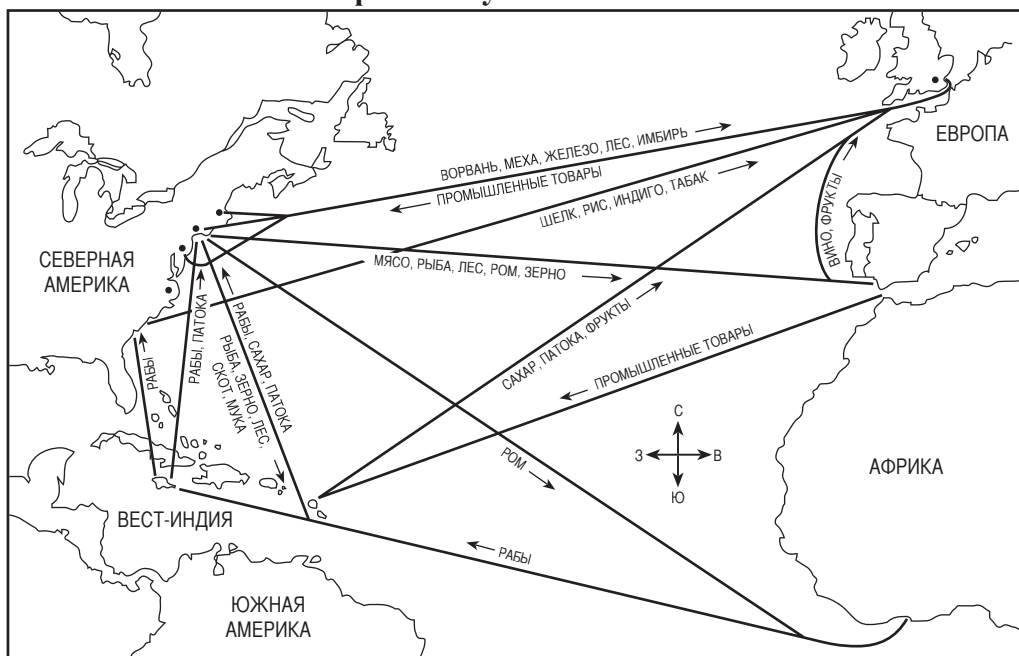 ВОРВАНЬ, МЕХА, ЖЕЛЕЗО, ЛЕС, ИМБИРЬ
ЕВРОПА
ПРОМЫШЛЕННЫЕ ТОВАРЫ
ШЕЛК, РИС, ИНДИГО, ТАБАК
ВИНО, ФРУКТЫ
СЕВЕРНАЯ
АМЕРИКА
МЯСО, РЫБА, ЛЕС, РОМ, ЗЕРНО
РАБЫ
РАБЫ, ПАТОКА
РАБЫ, САХАР, ПАТОКА
РЫБА, ЗЕРНО, ЛЕС,
СКОТ, МУКА
САХАР, ПАТОКА, ФРУКТЫ
ПРОМЫШЛЕННЫЕ ТОВАРЫ
С
З
В
Ю
РОМ
АФРИКА
ВЕСТ-ИНДИЯ
РАБЫ
ЮЖНАЯ
АМЕРИКА